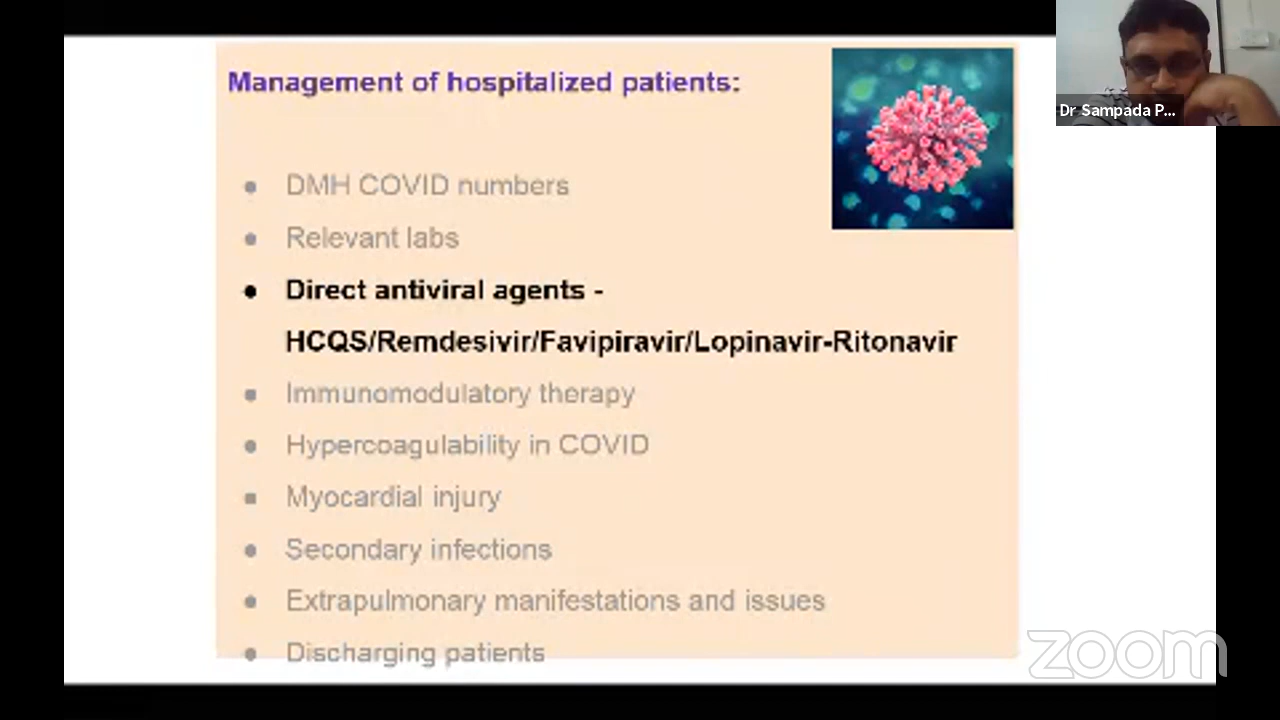 Management of hospitalized patients:
Dr Sampada P...
● DMH COVID numbers
● Relevant labs
● Direct antiviral agents -
HCQS/Remdesivir/Favipiravir/Lopinavir-Ritonavir
● Immunomodulatory therapy
● Hypercoagulability in COVID
● Myocardial injury
● Secondary infections
● Extrapulmonary manifestations and issues
● Discharging patients
zoom